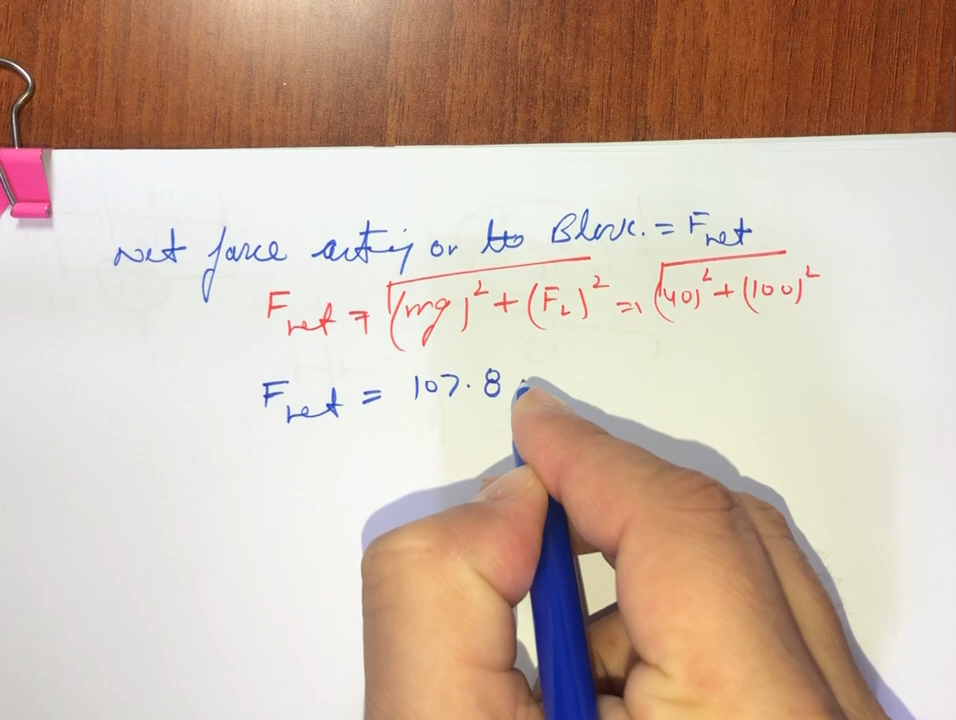 Net force acting on the Block. = Fnet
Fnet = √(mg)² + (FL)² = √(40)² + (100)²
Fnet = 107.8